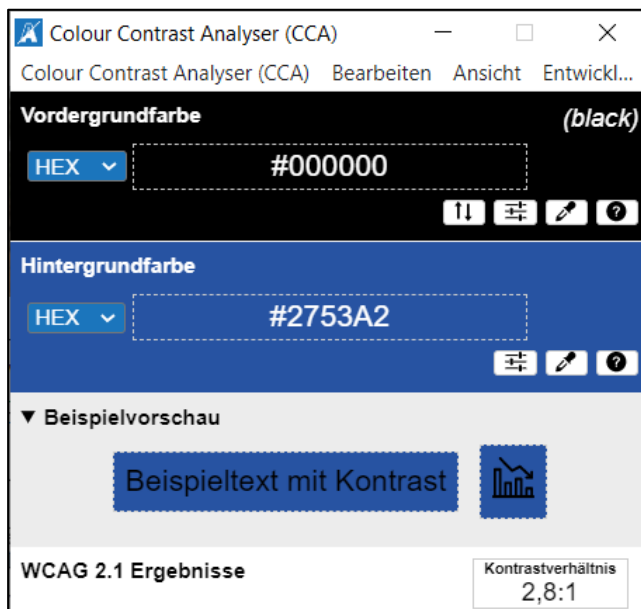 Colour Contrast Analyser (CCA)
Colour Contrast Analyser (CCA) Bearbeiten Ansicht Entwickl...
Vordergrundfarbe (black)
HEX #000000
Hintergrundfarbe
HEX #2753A2
▼ Beispielvorschau
Beispieltext mit Kontrast
WCAG 2.1 Ergebnisse
Kontrastverhältnis
2,8:1